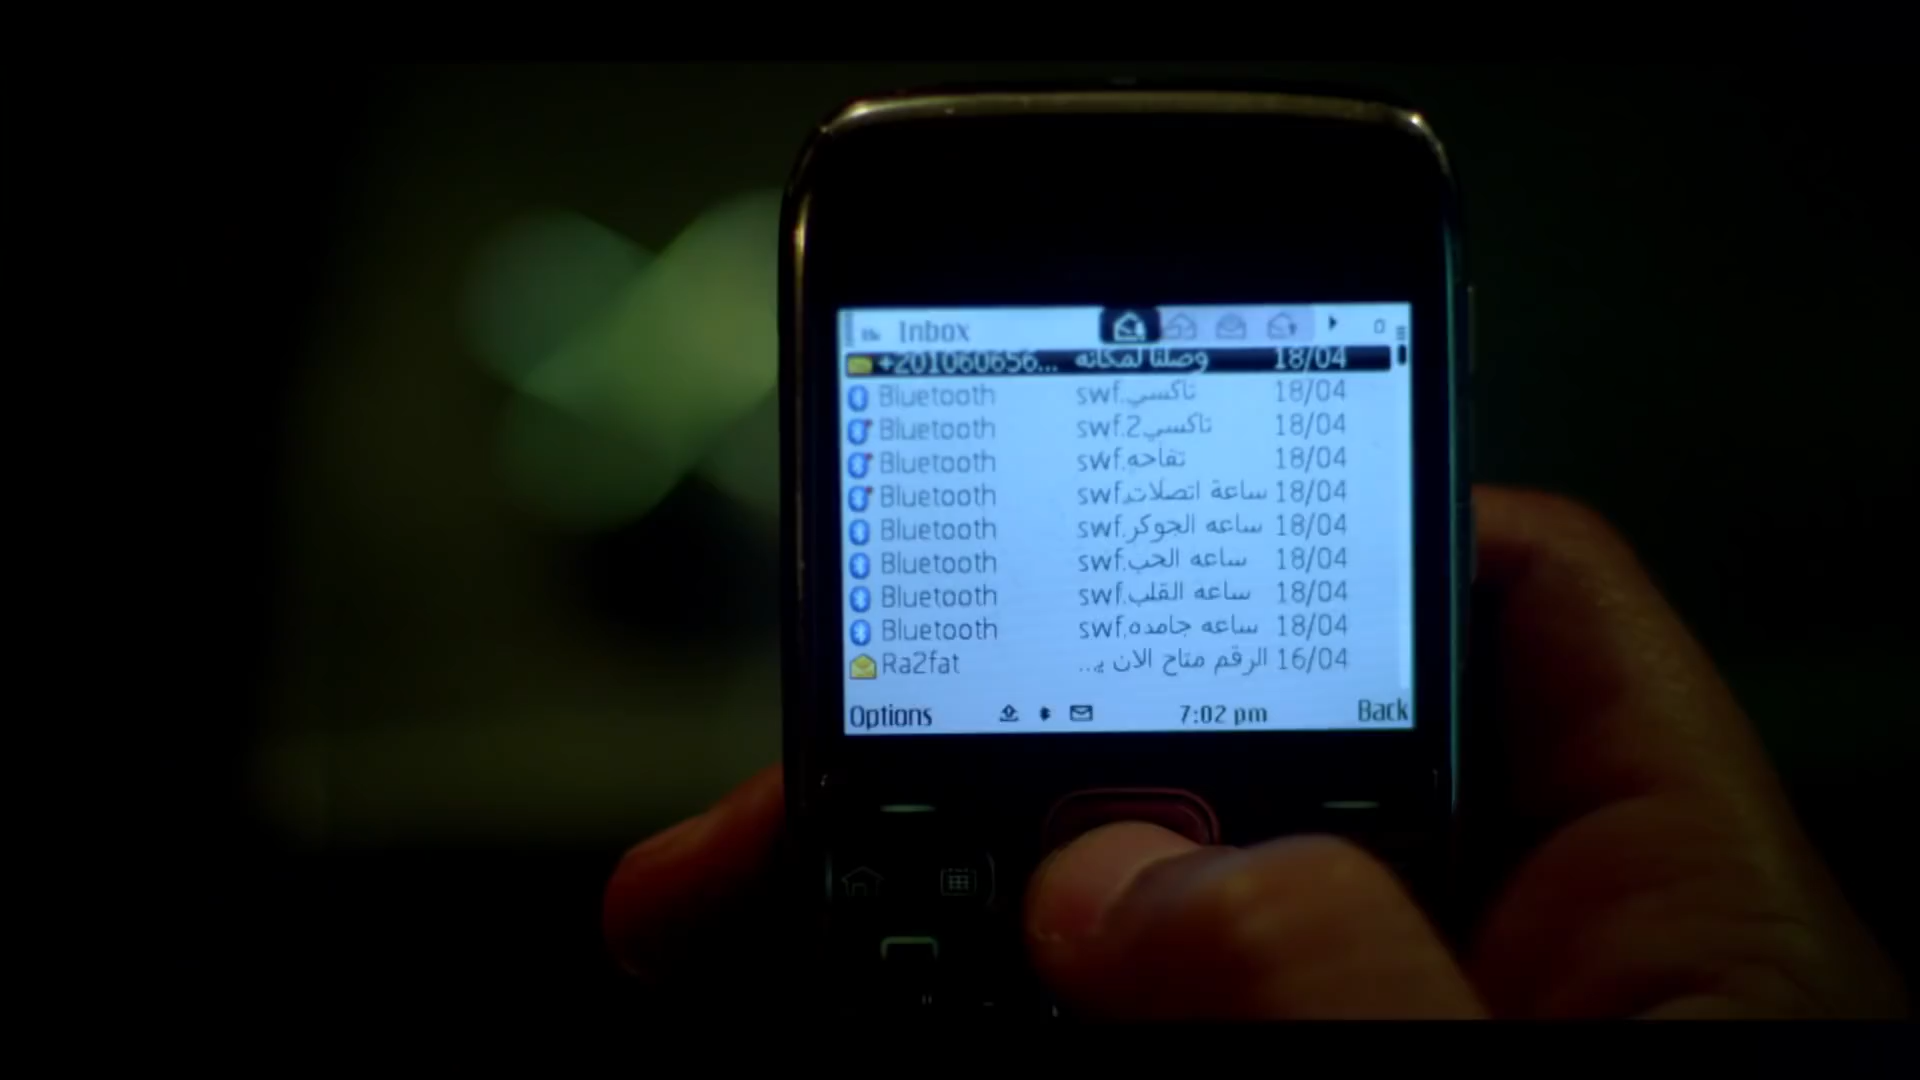 Inbox
+201060656... وصلنا لمكانه 18/04
Bluetooth تاكسي.swf 18/04
Bluetooth تاكسي2.swf 18/04
Bluetooth تفاحه.swf 18/04
Bluetooth ساعة اتصلات.swf 18/04
Bluetooth ساعه الجوكر.swf 18/04
Bluetooth ساعه الحب.swf 18/04
Bluetooth ساعه القلب.swf 18/04
Bluetooth ساعه جامده.swf 18/04
Ra2fat الرقم متاح الان يـ... 16/04
Options 7:02 pm Back